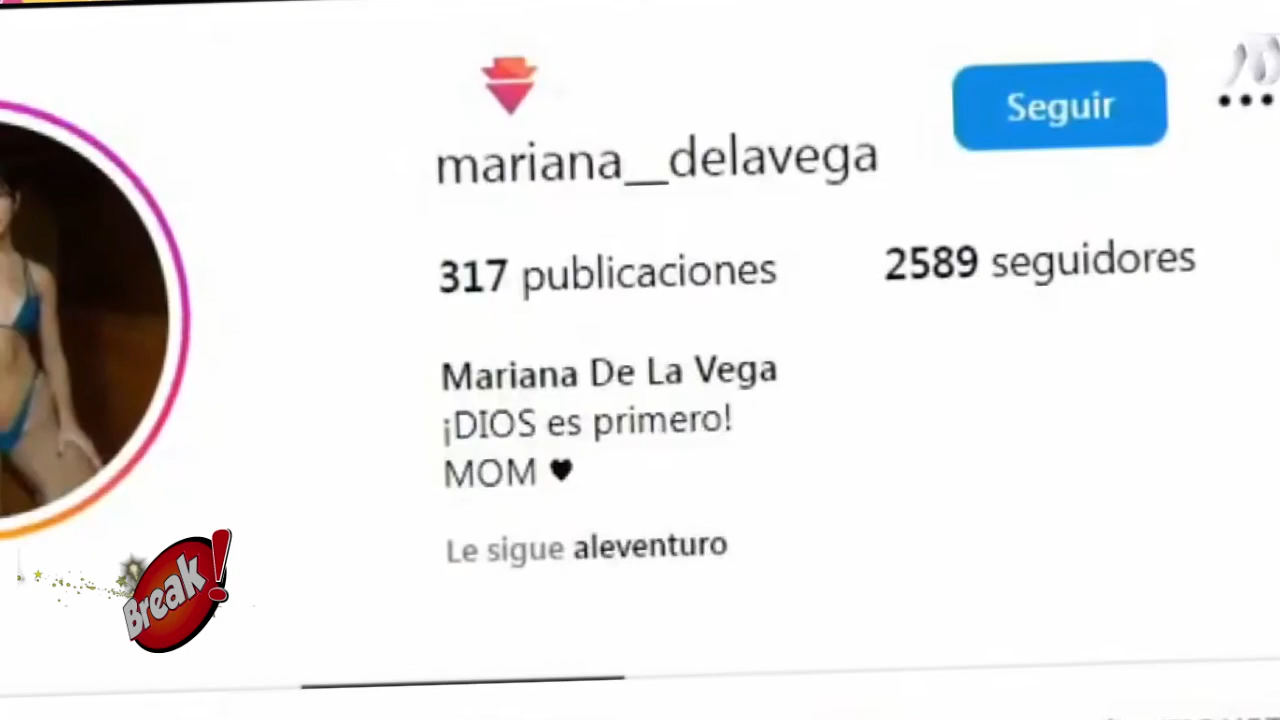 Seguir
mariana__delavega
317 publicaciones 2589 seguidores
Mariana De La Vega
¡DIOS es primero!
MOM ♥
Le sigue aleventuro
Break!